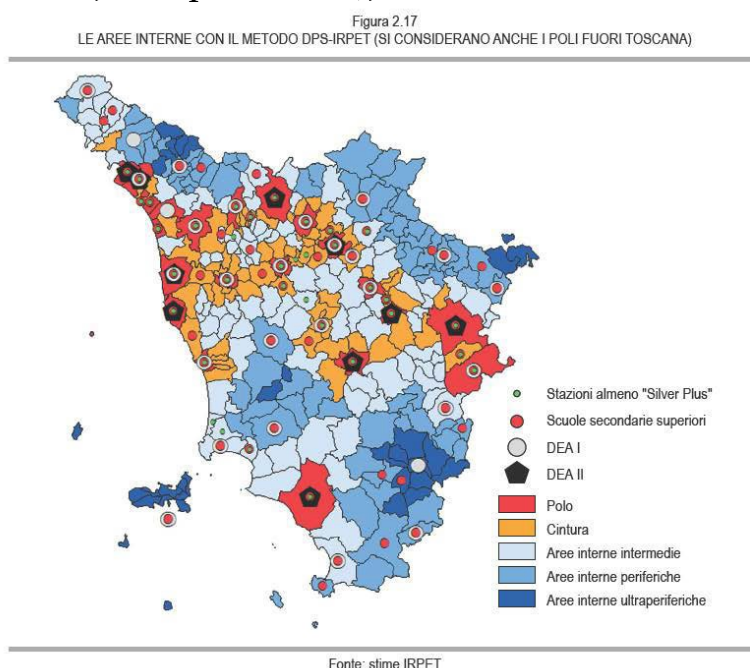 Figura 2.17
LE AREE INTERNE CON IL METODO DPS-IRPET (SI CONSIDERANO ANCHE I POLI FUORI TOSCANA)
Stazioni almeno "Silver Plus"
Scuole secondarie superiori
DEA I
DEA II
Polo
Cintura
Aree interne intermedie
Aree interne periferiche
Aree interne ultraperiferiche
Fonte: stime IRPET